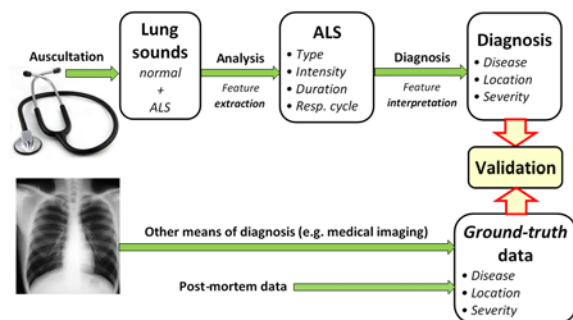 Auscultation
Lung
sounds
normal
+
ALS
Analysis
Feature
extraction
ALS
• Type
• Intensity
• Duration
• Resp. cycle
Diagnosis
Feature
interpretation
Diagnosis
• Disease
• Location
• Severity
Validation
Other means of diagnosis (e.g. medical imaging)
Post-mortem data
Ground-truth
data
• Disease
• Location
• Severity